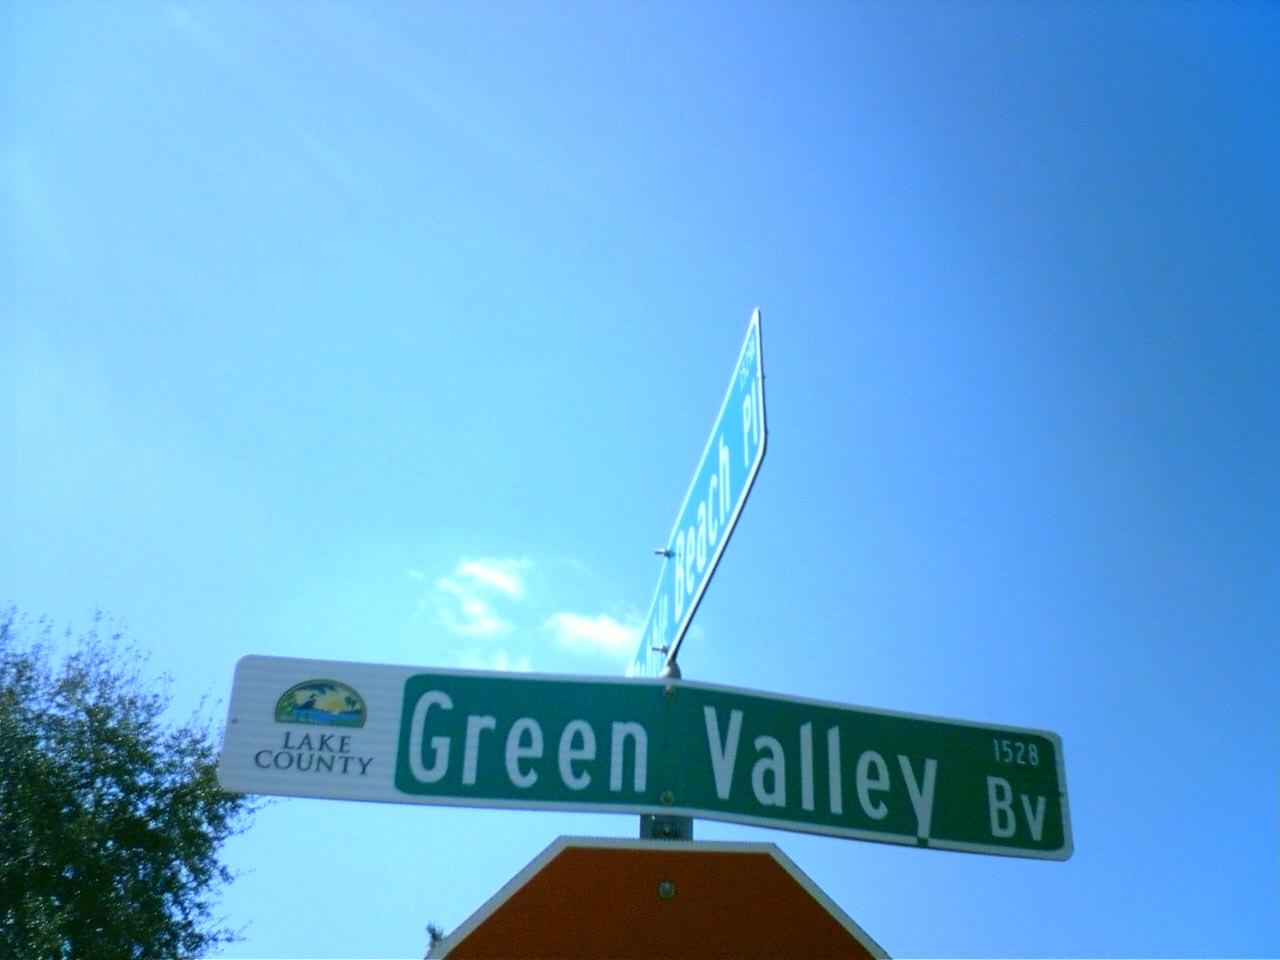 Beach Pl
LAKE
COUNTY
Green Valley Bv
1528